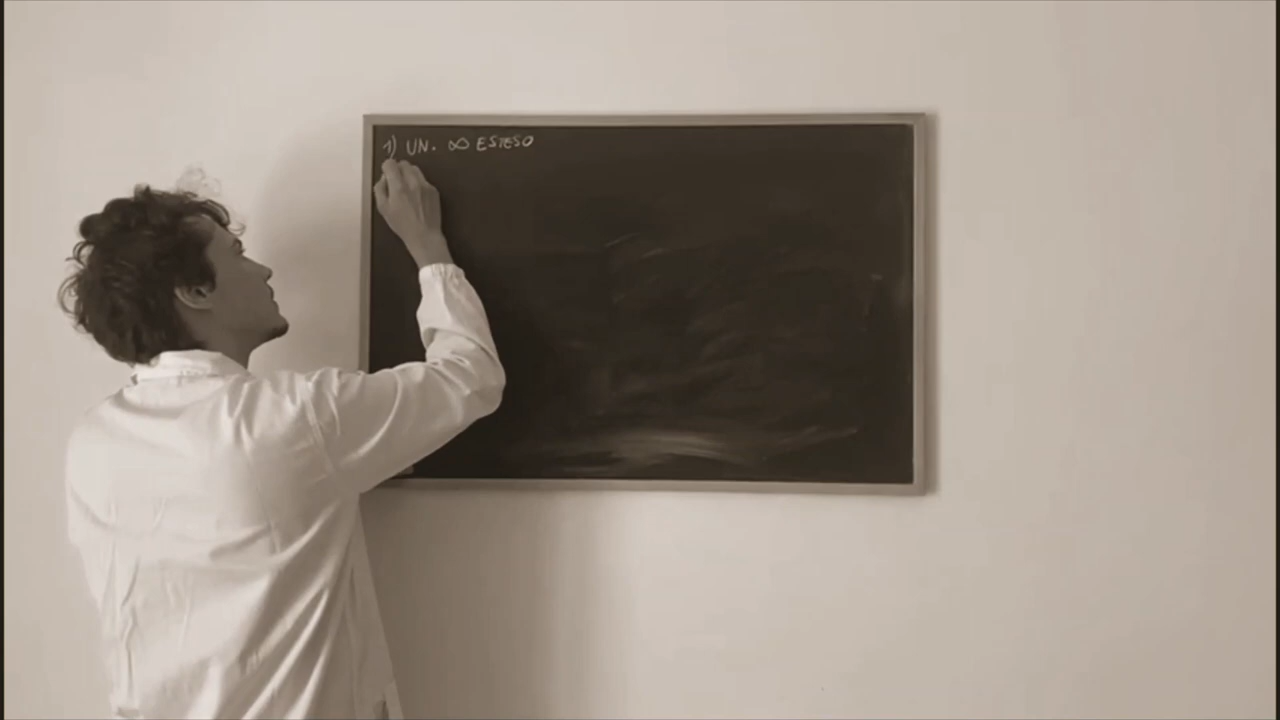 1) UN. ∞ ESTESO